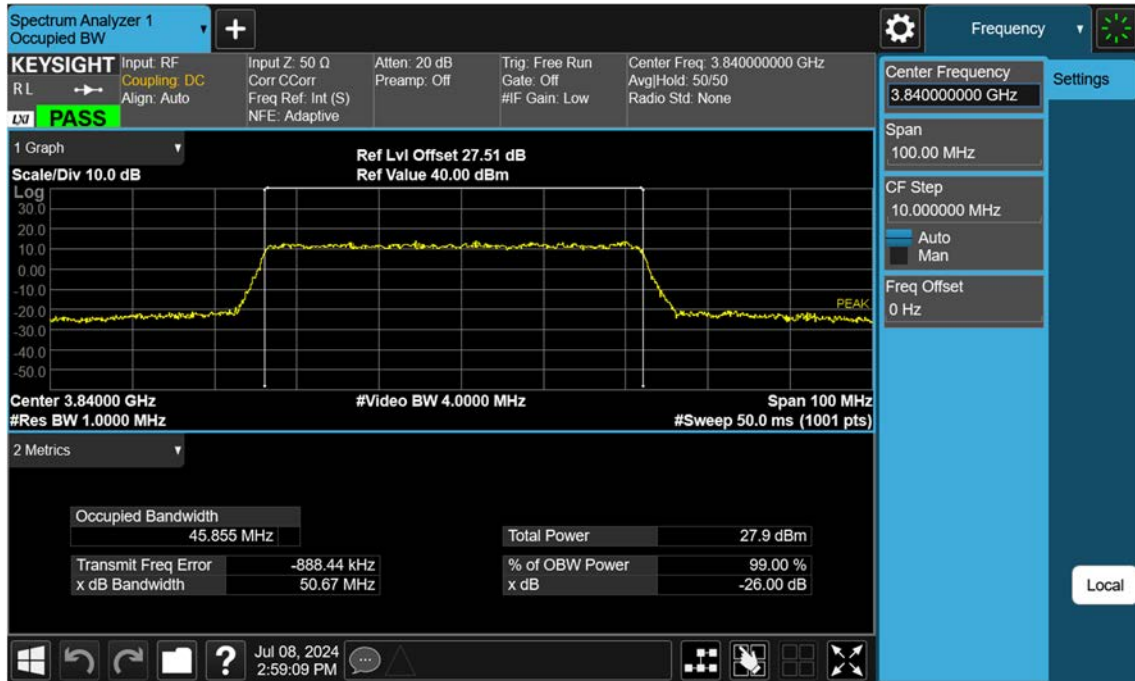 Spectrum Analyzer 1
Occupied BW
+
Frequency
KEYSIGHT
R L
LXI
PASS
Input: RF
Coupling: DC
Align: Auto
Input Z: 50 Ω
Corr CCorr
Freq Ref: Int (S)
NFE: Adaptive
Atten: 20 dB
Preamp: Off
Trig: Free Run
Gate: Off
#IF Gain: Low
Center Freq: 3.840000000 GHz
Avg|Hold: 50/50
Radio Std: None
1 Graph
Scale/Div 10.0 dB
Ref Lvl Offset 27.51 dB
Ref Value 40.00 dBm
Log
30.0
20.0
10.0
0.00
-10.0
-20.0
-30.0
-40.0
-50.0
PEAK
Center 3.84000 GHz
#Video BW 4.0000 MHz
Span 100 MHz
#Res BW 1.0000 MHz
#Sweep 50.0 ms (1001 pts)
2 Metrics
Occupied Bandwidth
45.855 MHz
Total Power 27.9 dBm
Transmit Freq Error -888.44 kHz
% of OBW Power 99.00 %
x dB Bandwidth 50.67 MHz
x dB -26.00 dB
Center Frequency
3.840000000 GHz
Settings
Span
100.00 MHz
CF Step
10.000000 MHz
Auto
Man
Freq Offset
0 Hz
Local
?
Jul 08, 2024
2:59:09 PM